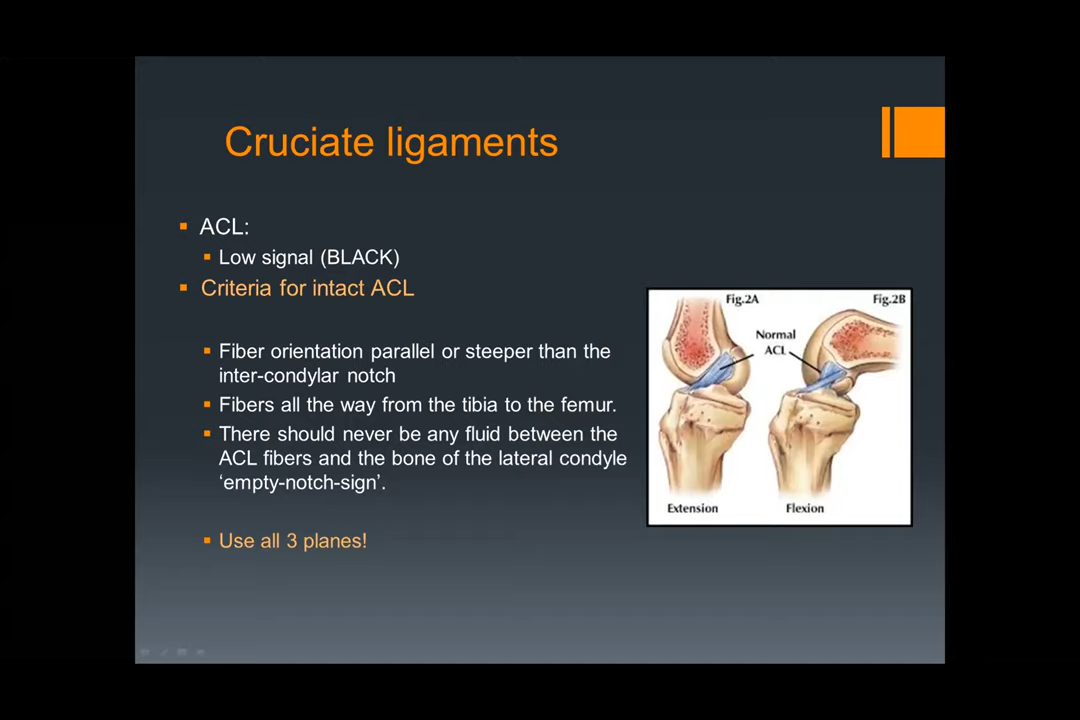 Cruciate ligaments
ACL:
Low signal (BLACK)
Criteria for intact ACL
Fiber orientation parallel or steeper than the
inter-condylar notch
Fibers all the way from the tibia to the femur.
There should never be any fluid between the
ACL fibers and the bone of the lateral condyle
‘empty-notch-sign’.
Use all 3 planes!
Fig.2A
Fig.2B
Normal
ACL
Extension
Flexion